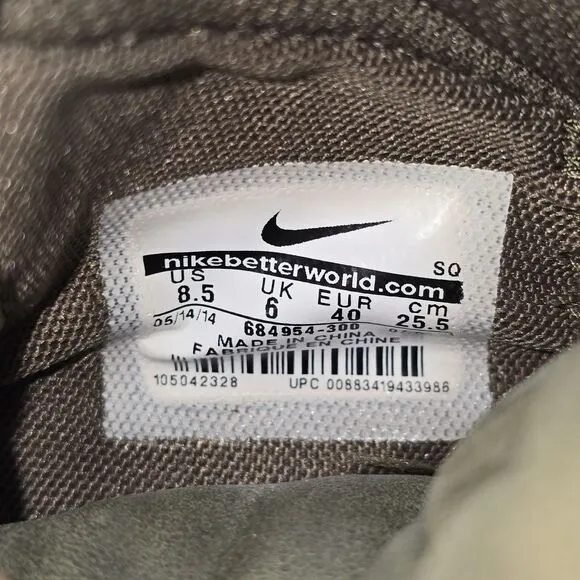 SQ
nikebetterworld.com
US UK EUR cm
8.5 6 40 25.5
05/14/14
684954-300
MADE IN CHINA
FABRIQUE EN CHINE
105042328 UPC 00883419433986